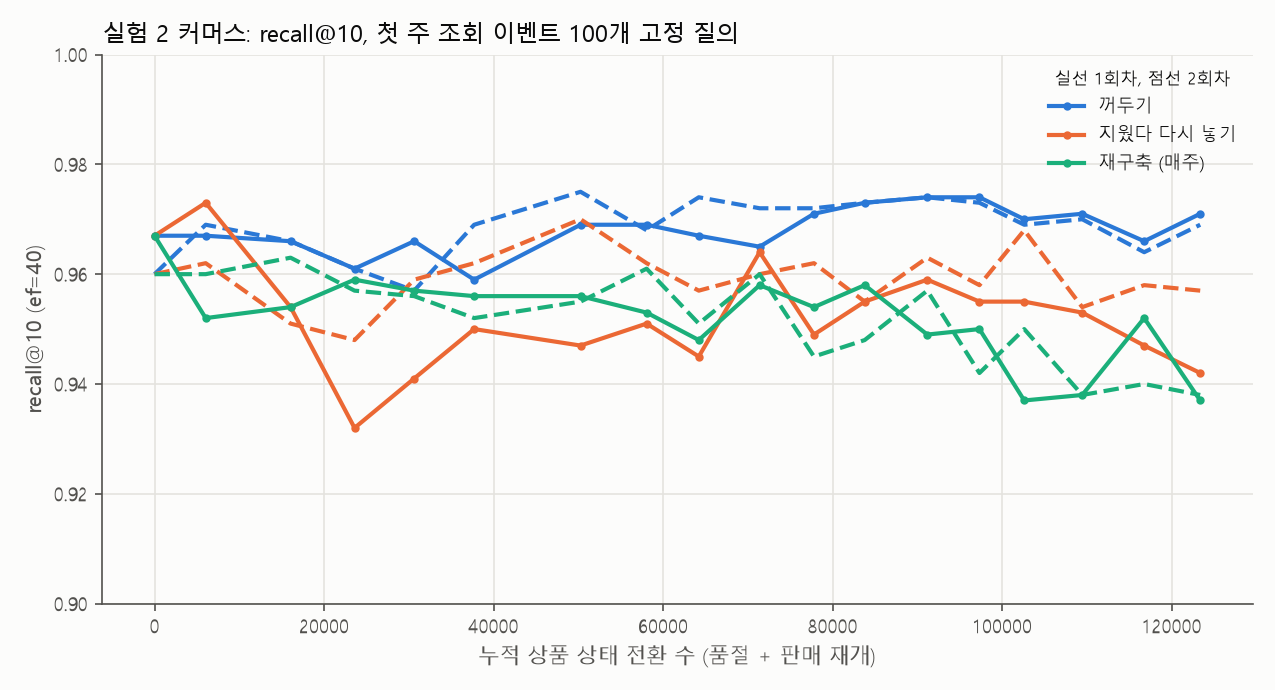 실험 2 커머스: recall@10, 첫 주 조회 이벤트 100개 고정 질의
실선 1회차, 점선 2회차
꺼두기
지웠다 다시 넣기
재구축 (매주)
recall@10 (ef=40)
1.00
0.98
0.96
0.94
0.92
0.90
0 20000 40000 60000 80000 100000 120000
누적 상품 상태 전환 수 (품절 + 판매 재개)